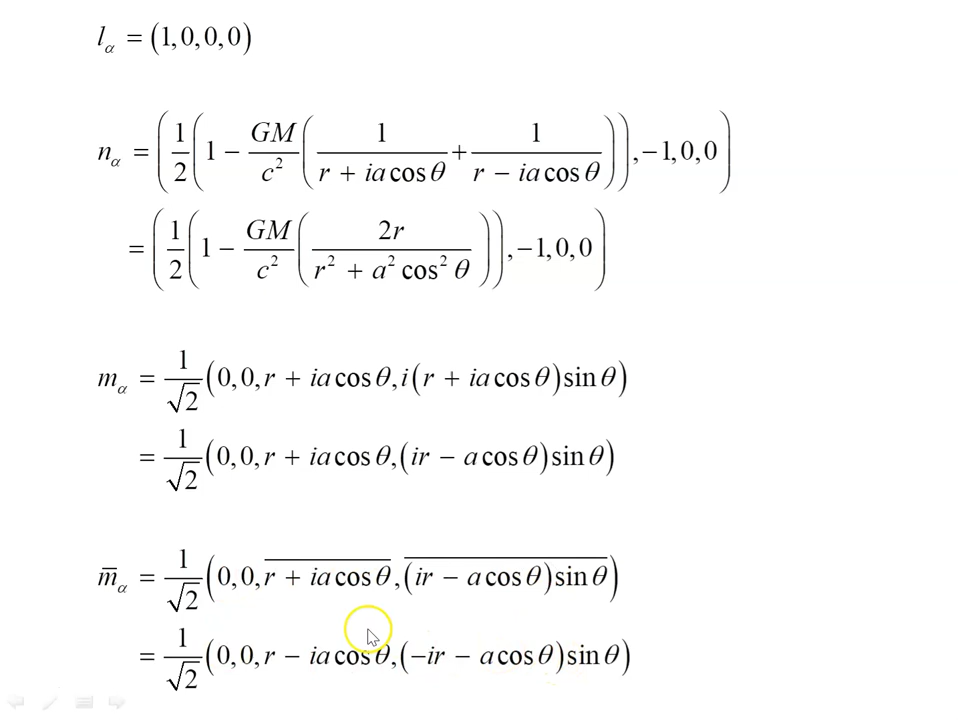 l_α = (1,0,0,0)
n_α = (1/2 (1 − GM/c² (1/(r + ia cos θ) + 1/(r − ia cos θ))), −1,0,0)
= (1/2 (1 − GM/c² (2r/(r² + a² cos² θ))), −1,0,0)
m_α = 1/√2 (0,0, r + ia cos θ, i(r + ia cos θ) sin θ)
= 1/√2 (0,0, r + ia cos θ, (ir − a cos θ) sin θ)
m̅_α = 1/√2 (0,0, \overline{r + ia cos θ}, \overline{(ir − a cos θ) sin θ})
= 1/√2 (0,0, r − ia cos θ, (−ir − a cos θ) sin θ)